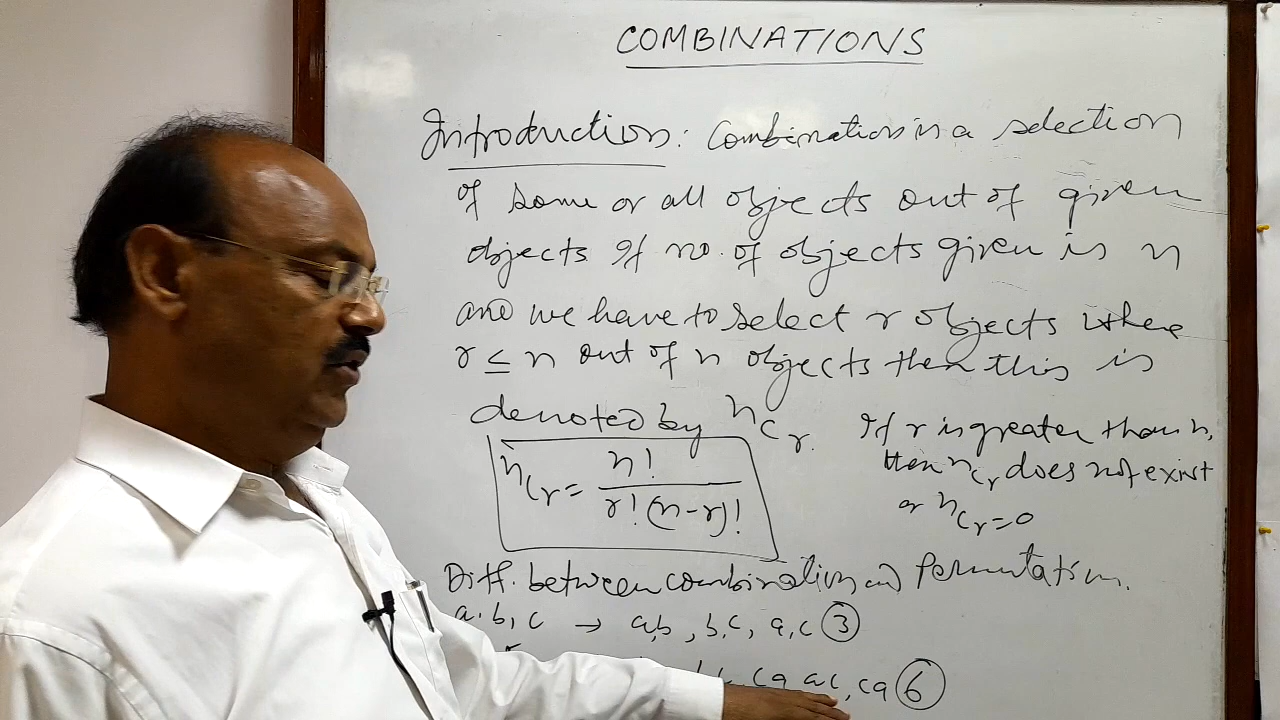 COMBINATIONS
Introduction: Combination is a selection
of some or all objects out of given
objects If no. of objects given is n
and we have to select r objects where
r ≤ n out of n objects then this is
denoted by nCr.
If r is greater than n,
then nCr does not exist
or nCr=0
nCr = n! / r!(n-r)!
Diff. between combination and Permutation.
a, b, c → a,b, b,c, a,c 3
ca, ac, ca 6